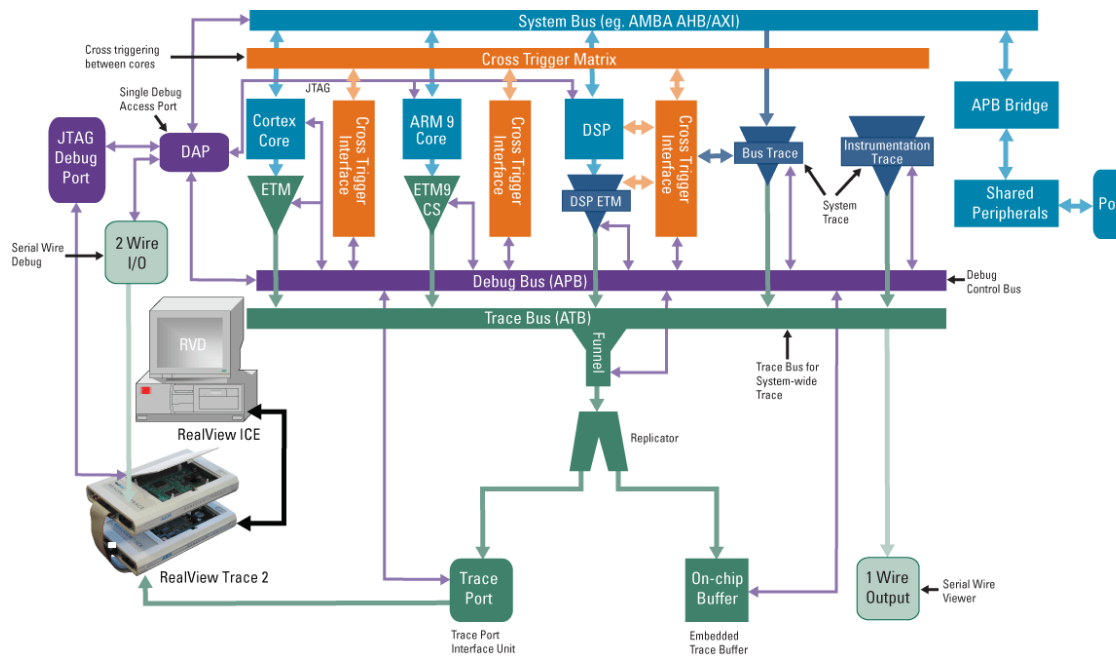 System Bus (eg. AMBA AHB/AXI)
Cross triggering
between cores
Cross Trigger Matrix
JTAG
Single Debug
Access Port
JTAG
Debug
Port
DAP
Cortex
Core
Cross Trigger
Interface
ARM 9
Core
Cross Trigger
Interface
DSP
Cross Trigger
Interface
Bus Trace
Instrumentation
Trace
APB Bridge
ETM
ETM9
CS
DSP ETM
System
Trace
Shared
Peripherals
Po
Serial Wire
Debug
2 Wire
I/O
Debug Bus (APB)
Debug
Control Bus
Trace Bus (ATB)
Funnel
RVD
Trace Bus for
System-wide
Trace
RealView ICE
Replicator
RealView Trace 2
Trace
Port
On-chip
Buffer
1 Wire
Output
Serial Wire
Viewer
Trace Port
Interface Unit
Embedded
Trace Buffer